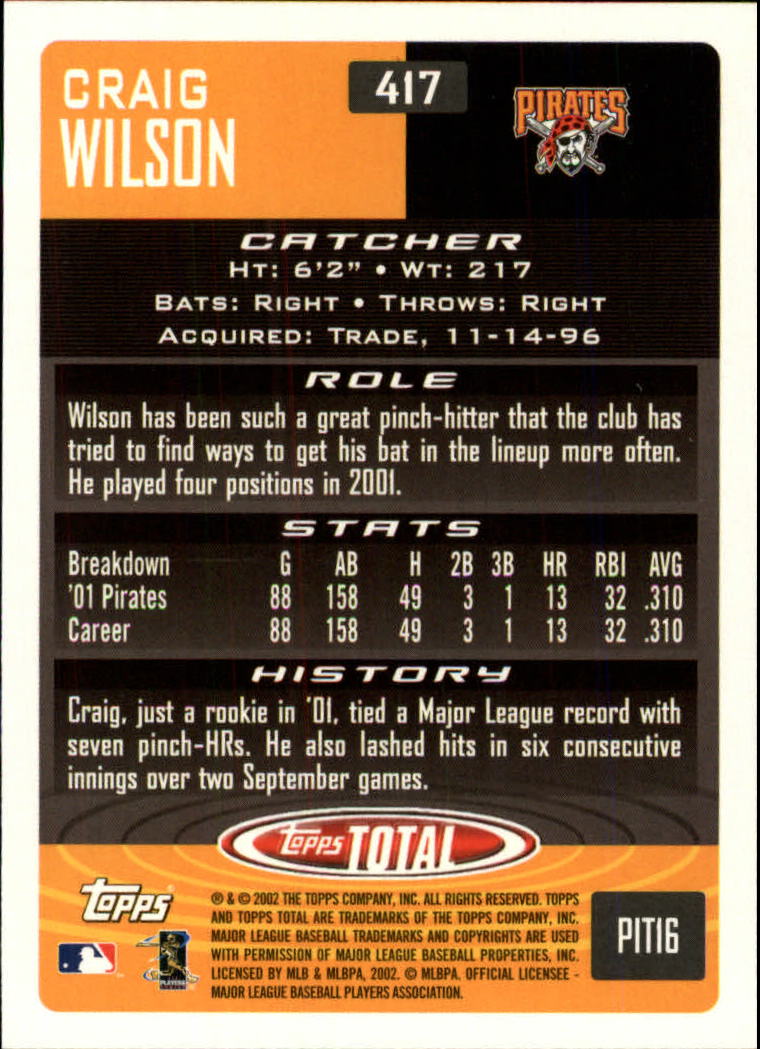 CRAIG
WILSON
417
PIRATES
CATCHER
HT: 6'2" • WT: 217
BATS: RIGHT • THROWS: RIGHT
ACQUIRED: TRADE, 11-14-96
ROLE
Wilson has been such a great pinch-hitter that the club has
tried to find ways to get his bat in the lineup more often.
He played four positions in 2001.
STATS
Breakdown G AB H 2B 3B HR RBI AVG
'01 Pirates 88 158 49 3 1 13 32 .310
Career 88 158 49 3 1 13 32 .310
HISTORY
Craig, just a rookie in '01, tied a Major League record with
seven pinch-HRs. He also lashed hits in six consecutive
innings over two September games.
topps TOTAL
topps
® & © 2002 THE TOPPS COMPANY, INC. ALL RIGHTS RESERVED. TOPPS
AND TOPPS TOTAL ARE TRADEMARKS OF THE TOPPS COMPANY, INC.
MAJOR LEAGUE BASEBALL TRADEMARKS AND COPYRIGHTS ARE USED
WITH PERMISSION OF MAJOR LEAGUE BASEBALL PROPERTIES, INC.
LICENSED BY MLB & MLBPA, 2002. © MLBPA. OFFICIAL LICENSEE -
MAJOR LEAGUE BASEBALL PLAYERS ASSOCIATION.
PIT16
PLAYERS